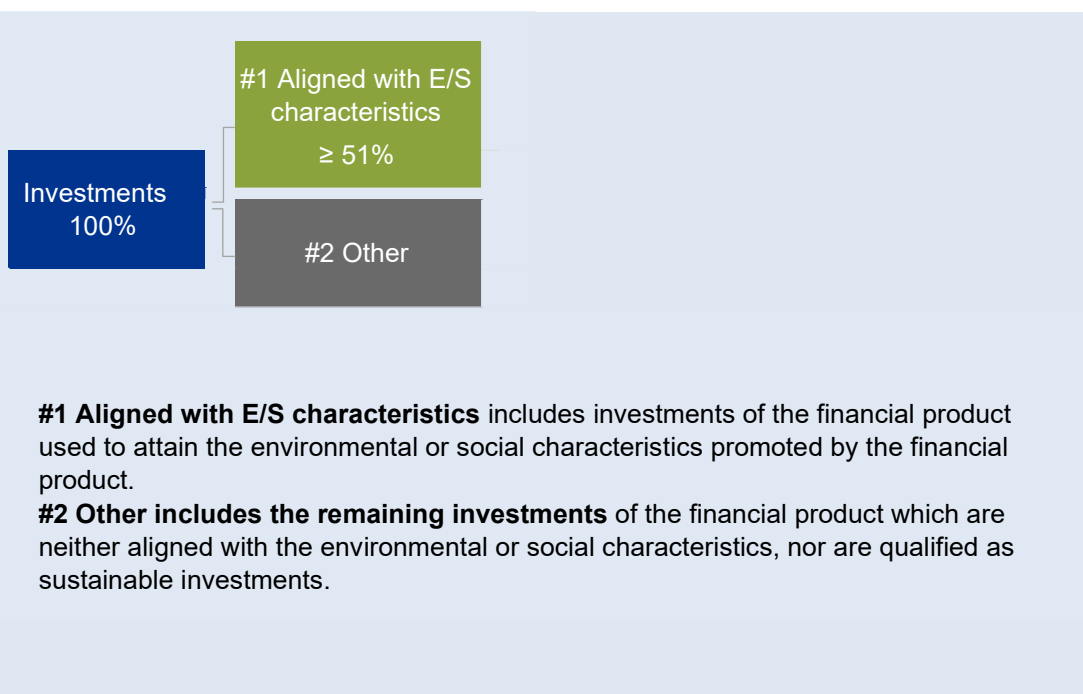 #1 Aligned with E/S
characteristics
≥ 51%
Investments
100%
#2 Other
#1 Aligned with E/S characteristics includes investments of the financial product
used to attain the environmental or social characteristics promoted by the financial
product.
#2 Other includes the remaining investments of the financial product which are
neither aligned with the environmental or social characteristics, nor are qualified as
sustainable investments.